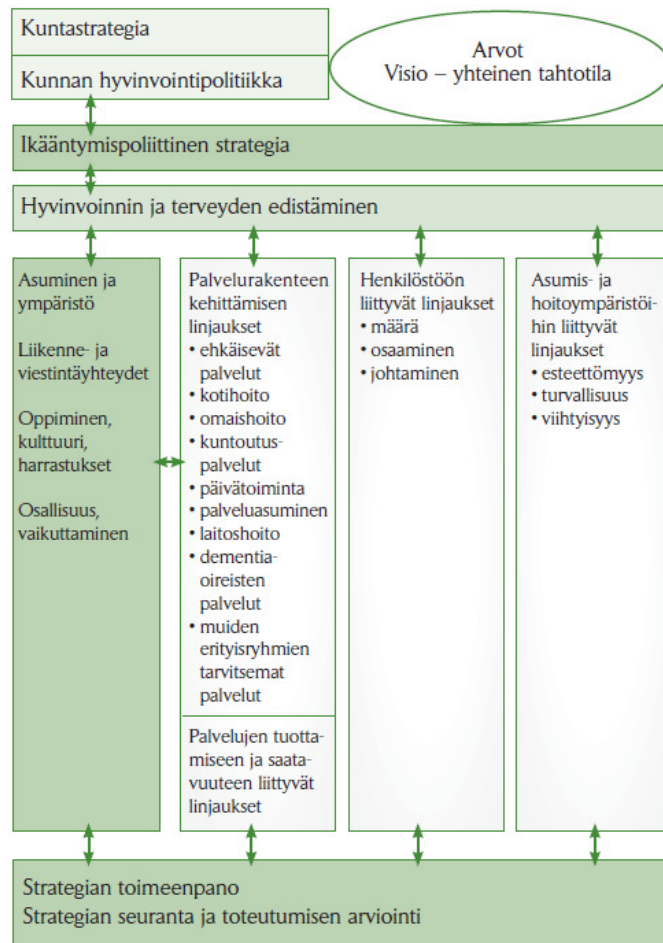 Kuntastrategia
Kunnan hyvinvointipolitiikka
Arvot
Visio – yhteinen tahtotila
Ikääntymispoliittinen strategia
Hyvinvoinnin ja terveyden edistäminen
Asuminen ja
ympäristö
Liikenne- ja
viestintäyhteydet
Oppiminen,
kulttuuri,
harrastukset
Osallisuus,
vaikuttaminen
Palvelurakenteen
kehittämisen
linjaukset
• ehkäisevät
palvelut
• kotihoito
• omaishoito
• kuntoutus-
palvelut
• päivätoiminta
• palveluasuminen
• laitoshoito
• dementia-
oireisten
palvelut
• muiden
erityisryhmien
tarvitsemat
palvelut
Palvelujen tuotta-
miseen ja saata-
vuuteen liittyvät
linjaukset
Henkilöstöön
liittyvät linjaukset
• määrä
• osaaminen
• johtaminen
Asumis- ja
hoitoympäristöi-
hin liittyvät
linjaukset
• esteettömyys
• turvallisuus
• viihtyisyys
Strategian toimeenpano
Strategian seuranta ja toteutumisen arviointi